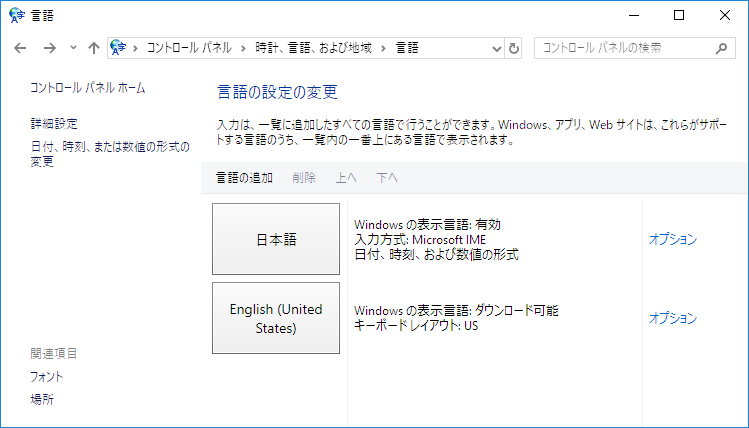 言語
コントロール パネル > 時計、言語、および地域 > 言語
コントロール パネルの検索
コントロール パネル ホーム
詳細設定
日付、時刻、または数値の形式の
変更
言語の設定の変更
入力は、一覧に追加したすべての言語で行うことができます。Windows、アプリ、Web サイトは、これらがサポー
トする言語のうち、一覧内の一番上にある言語で表示されます。
言語の追加 削除 上へ 下へ
日本語
Windows の表示言語: 有効
入力方式: Microsoft IME
日付、時刻、および数値の形式
オプション
English (United
States)
Windows の表示言語: ダウンロード可能
キーボード レイアウト: US
オプション
関連項目
フォント
場所